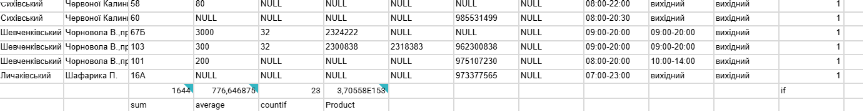 Сихівський Червоної Калин 58 80 NULL NULL NULL NULL NULL 08:00-22:00 вихідний вихідний 1
Сихівський Червоної Калин 60 NULL NULL NULL NULL 985631499 NULL 08:00-20:30 вихідний вихідний 1
Шевченківський Чорновола В.,пр 67Б 3000 32 2324222 NULL NULL NULL 09:00-20:00 09:00-20:00 вихідний 1
Шевченківський Чорновола В.,пр 103 300 32 2300838 2318383 962300838 NULL 09:00-20:00 09:00-20:00 вихідний 1
Шевченківський Чорновола В.,пр 101 200 NULL NULL NULL 975107230 NULL 08:00-20:00 10:00-14:00 вихідний 1
Личаківський Шафарика П. 16А NULL NULL NULL NULL 973377565 NULL 07:00-23:00 вихідний вихідний 1
1644 776,646875 23 3,70558E153 if
sum average countif Product